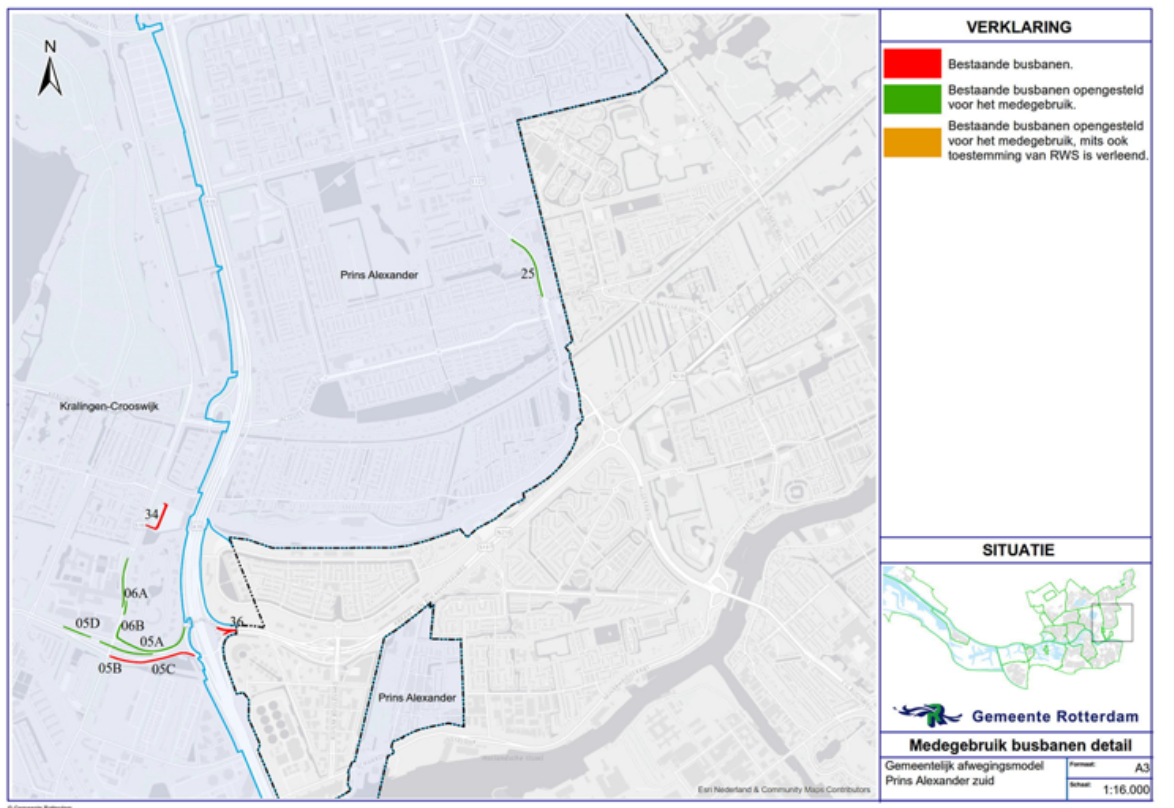 N
Prins Alexander
25
Kralingen-Crooswijk
34
06A
05D
06B
05A
36
05B
05C
Prins Alexander
Esri Nederland & Community Maps Contributors
VERKLARING
Bestaande busbanen.
Bestaande busbanen opengesteld
voor het medegebruik.
Bestaande busbanen opengesteld
voor het medegebruik, mits ook
toestemming van RWS is verleend.
SITUATIE
Gemeente Rotterdam
Medegebruik busbanen detail
Gemeentelijk afwegingsmodel
Prins Alexander zuid
Formaat: A3
Schaal: 1:16.000
© Gemeente Rotterdam